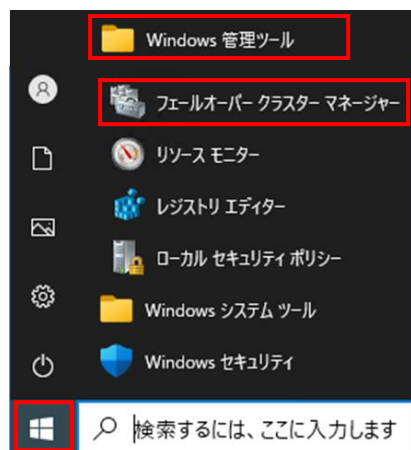 Windows 管理ツール
フェールオーバー クラスター マネージャー
リソース モニター
レジストリ エディター
ローカル セキュリティ ポリシー
Windows システム ツール
Windows セキュリティ
検索するには、ここに入力します